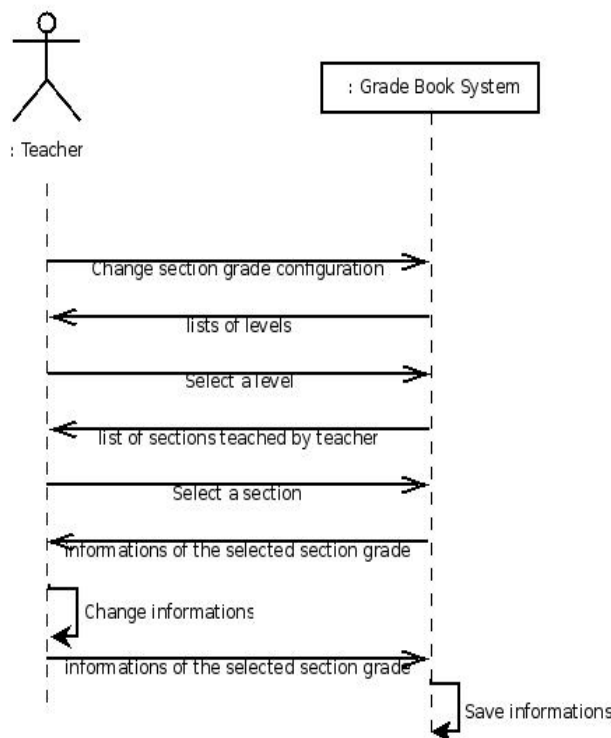 : Grade Book System
: Teacher
Change section grade configuration
lists of levels
Select a level
list of sections teached by teacher
Select a section
informations of the selected section grade
Change informations
informations of the selected section grade
Save informations